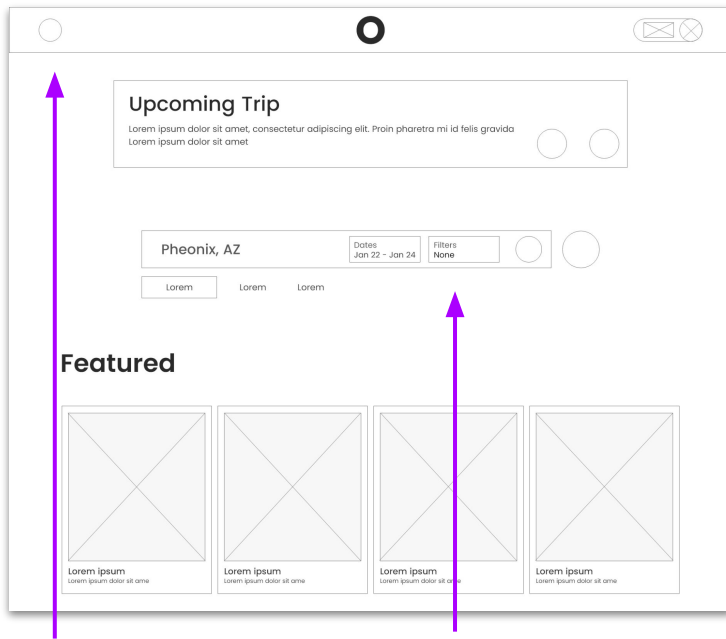 O
Upcoming Trip
Lorem ipsum dolor sit amet, consectetur adipiscing elit. Proin pharetra mi id felis gravida
Lorem ipsum dolor sit amet
Pheonix, AZ
Dates
Jan 22 - Jan 24
Filters
None
Lorem Lorem Lorem
Featured
Lorem ipsum
Lorem ipsum dolor sit ame
Lorem ipsum
Lorem ipsum dolor sit ame
Lorem ipsum
Lorem ipsum dolor sit ame
Lorem ipsum
Lorem ipsum dolor sit ame